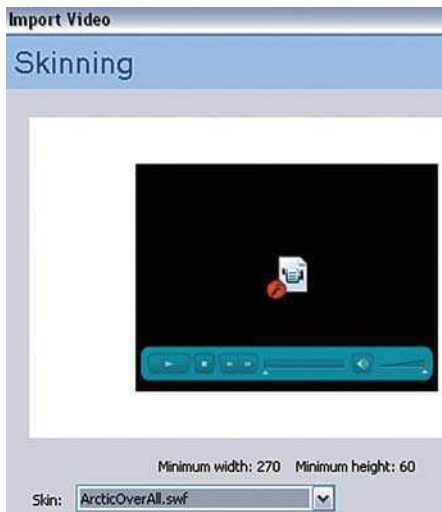 Import Video
Skinning
Minimum width: 270 Minimum height: 60
Skin: ArcticOverAll.swf